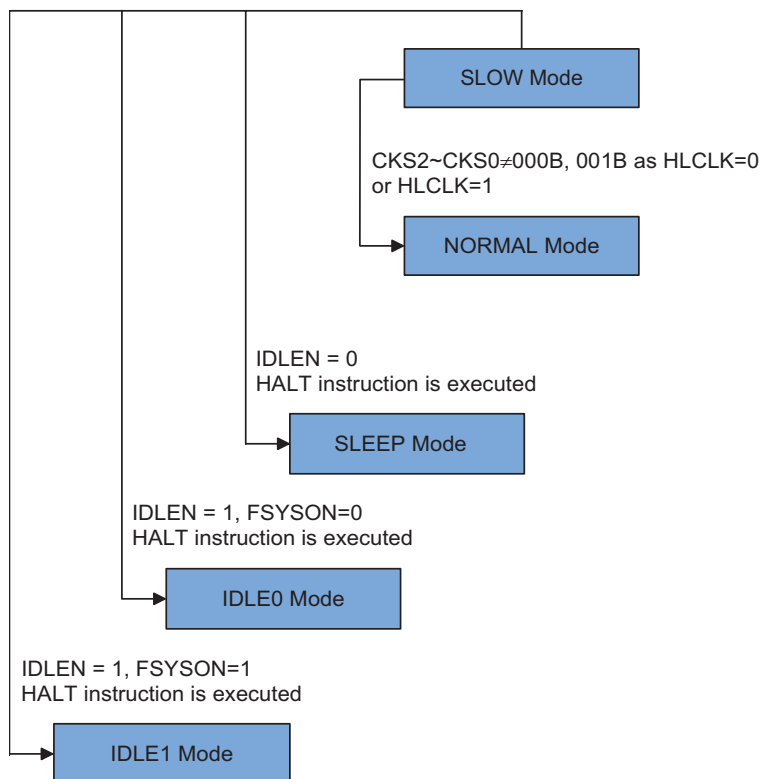 SLOW Mode
CKS2~CKS0≠000B, 001B as HLCLK=0
or HLCLK=1
NORMAL Mode
IDLEN = 0
HALT instruction is executed
SLEEP Mode
IDLEN = 1, FSYSON=0
HALT instruction is executed
IDLE0 Mode
IDLEN = 1, FSYSON=1
HALT instruction is executed
IDLE1 Mode